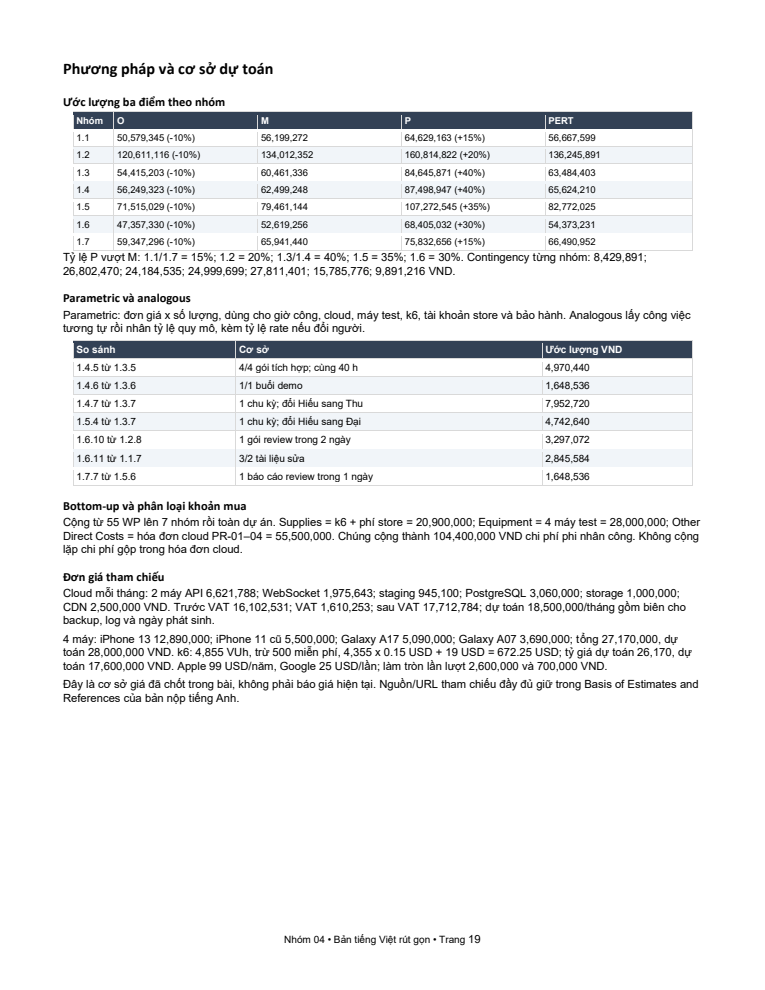 Phương pháp và cơ sở dự toán
Ước lượng ba điểm theo nhóm
Nhóm O M P PERT
1.1 50,579,345 (-10%) 56,199,272 64,629,163 (+15%) 56,667,599
1.2 120,611,116 (-10%) 134,012,352 160,814,822 (+20%) 136,245,891
1.3 54,415,203 (-10%) 60,461,336 84,645,871 (+40%) 63,484,403
1.4 56,249,323 (-10%) 62,499,248 87,498,947 (+40%) 65,624,210
1.5 71,515,029 (-10%) 79,461,144 107,272,545 (+35%) 82,772,025
1.6 47,357,330 (-10%) 52,619,256 68,405,032 (+30%) 54,373,231
1.7 59,347,296 (-10%) 65,941,440 75,832,656 (+15%) 66,490,952
Tỷ lệ P vượt M: 1.1/1.7 = 15%; 1.2 = 20%; 1.3/1.4 = 40%; 1.5 = 35%; 1.6 = 30%. Contingency từng nhóm: 8,429,891;
26,802,470; 24,184,535; 24,999,699; 27,811,401; 15,785,776; 9,891,216 VND.
Parametric và analogous
Parametric: đơn giá x số lượng, dùng cho giờ công, cloud, máy test, k6, tài khoản store và bảo hành. Analogous lấy công việc
tương tự rồi nhân tỷ lệ quy mô, kèm tỷ lệ rate nếu đổi người.
So sánh Cơ sở Ước lượng VND
1.4.5 từ 1.3.5 4/4 gói tích hợp; cùng 40 h 4,970,440
1.4.6 từ 1.3.6 1/1 buổi demo 1,648,536
1.4.7 từ 1.3.7 1 chu kỳ; đổi Hiếu sang Thu 7,952,720
1.5.4 từ 1.3.7 1 chu kỳ; đổi Hiếu sang Đại 4,742,640
1.6.10 từ 1.2.8 1 gói review trong 2 ngày 3,297,072
1.6.11 từ 1.1.7 3/2 tài liệu sửa 2,845,584
1.7.7 từ 1.5.6 1 báo cáo review trong 1 ngày 1,648,536
Bottom-up và phân loại khoản mua
Cộng từ 55 WP lên 7 nhóm rồi toàn dự án. Supplies = k6 + phí store = 20,900,000; Equipment = 4 máy test = 28,000,000; Other
Direct Costs = hóa đơn cloud PR-01–04 = 55,500,000. Chúng cộng thành 104,400,000 VND chi phí phi nhân công. Không cộng
lặp chi phí gộp trong hóa đơn cloud.
Đơn giá tham chiếu
Cloud mỗi tháng: 2 máy API 6,621,788; WebSocket 1,975,643; staging 945,100; PostgreSQL 3,060,000; storage 1,000,000;
CDN 2,500,000 VND. Trước VAT 16,102,531; VAT 1,610,253; sau VAT 17,712,784; dự toán 18,500,000/tháng gồm biên cho
backup, log và ngày phát sinh.
4 máy: iPhone 13 12,890,000; iPhone 11 cũ 5,500,000; Galaxy A17 5,090,000; Galaxy A07 3,690,000; tổng 27,170,000, dự
toán 28,000,000 VND. k6: 4,855 VUh, trừ 500 miễn phí, 4,355 x 0.15 USD + 19 USD = 672.25 USD; tỷ giá dự toán 26,170, dự
toán 17,600,000 VND. Apple 99 USD/năm, Google 25 USD/lần; làm tròn lần lượt 2,600,000 và 700,000 VND.
Đây là cơ sở giá đã chốt trong bài, không phải báo giá hiện tại. Nguồn/URL tham chiếu đầy đủ giữ trong Basis of Estimates and
References của bản nộp tiếng Anh.
Nhóm 04 • Bản tiếng Việt rút gọn • Trang 19